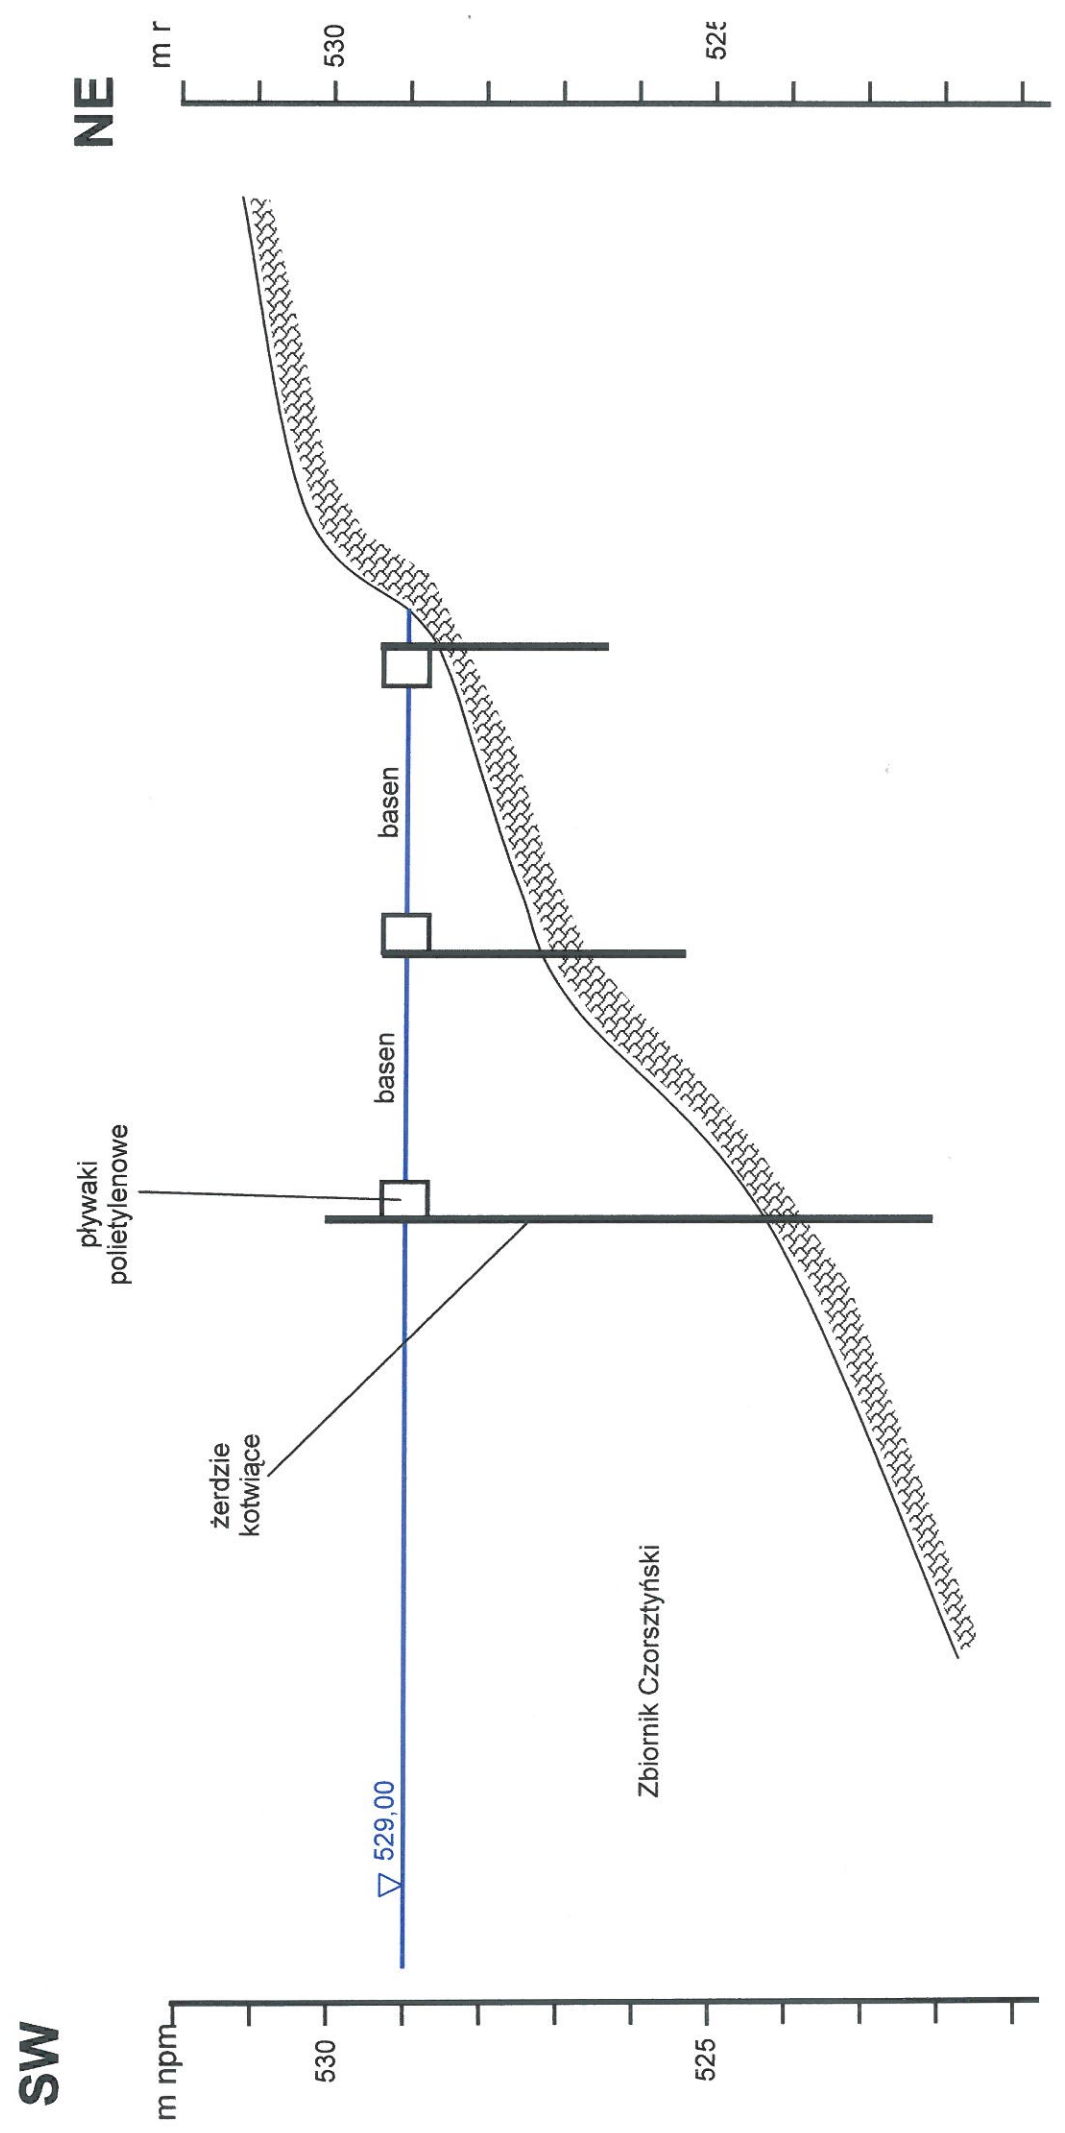 SW
NE
m npm
m r
530
530
525
525
529,00
pływaki
polietylenowe
basen
basen
żerdzie
kotwiące
Zbiornik Czorsztyński